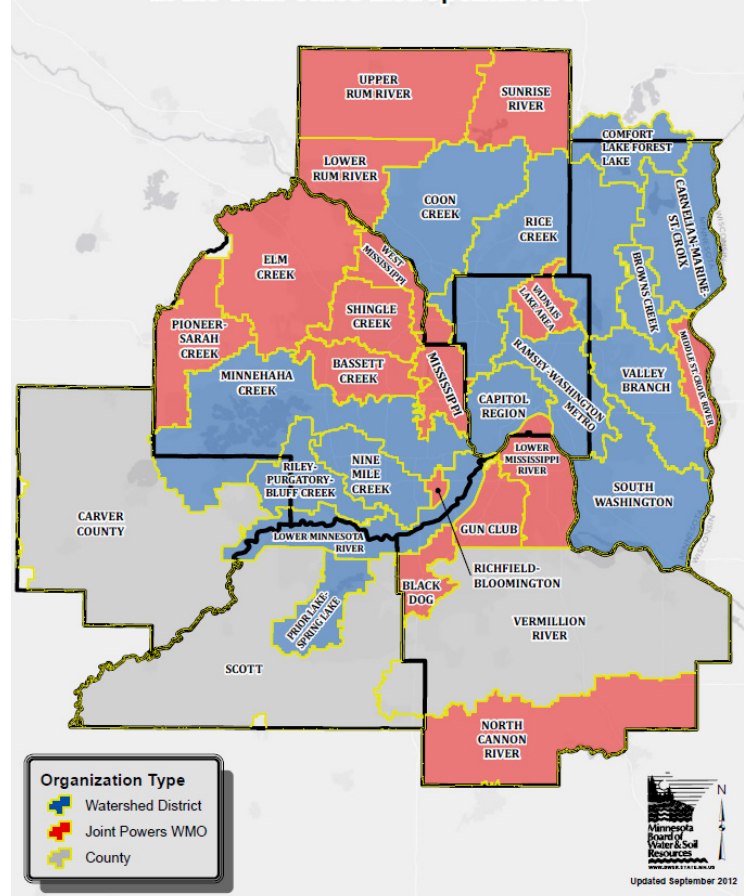 UPPER
RUM RIVER
SUNRISE
RIVER
COMFORT
LAKE FOREST
LAKE
LOWER
RUM RIVER
COON
CREEK
CARNELIAN-MARINE-
ST. CROIX
RICE
CREEK
WEST
MISSISSIPPI
ELM
CREEK
BROWNS CREEK
VADNAIS
LAKE AREA
SHINGLE
CREEK
PIONEER-
SARAH
CREEK
MIDDLE ST. CROIX RIVER
BASSETT
CREEK
MISSISSIPPI
MINNEHAHA
CREEK
RAMSEY-WASHINGTON
METRO
VALLEY
BRANCH
CAPITOL
REGION
LOWER
MISSISSIPPI
RIVER
NINE
MILE
CREEK
RILEY-
PURGATORY-
BLUFF CREEK
SOUTH
WASHINGTON
CARVER
COUNTY
GUN CLUB
LOWER MINNESOTA
RIVER
RICHFIELD-
BLOOMINGTON
BLACK
DOG
PRIOR LAKE-
SPRING LAKE
VERMILLION
RIVER
SCOTT
NORTH
CANNON
RIVER
WISCONSIN
MINNESOTA
WISCONSIN
Organization Type
Watershed District
Joint Powers WMO
County
N
Minnesota
Board of
Water & Soil
Resources
Updated September 2012